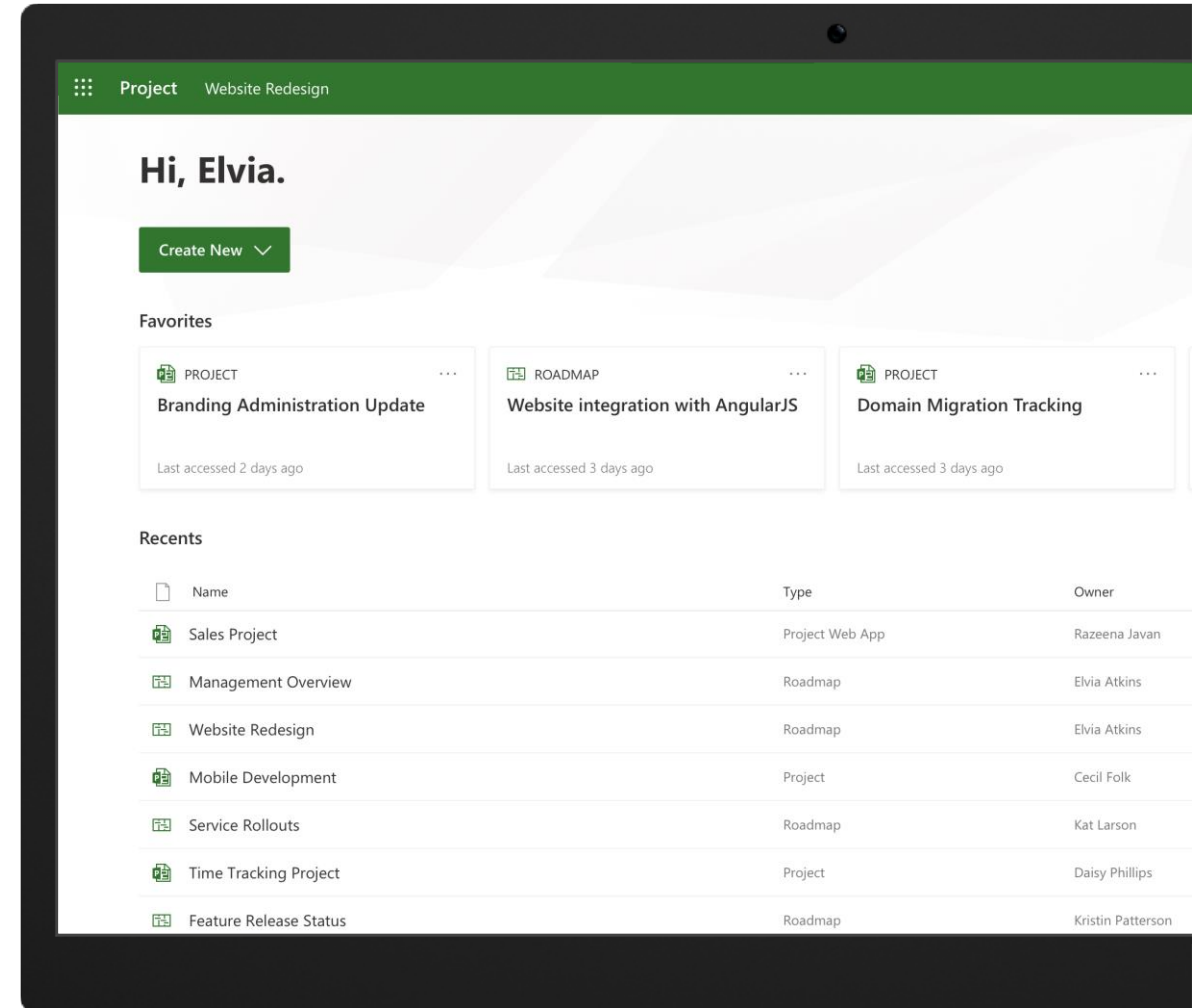 Project Website Redesign
Hi, Elvia.
Create New
Favorites
PROJECT ...
Branding Administration Update
Last accessed 2 days ago
ROADMAP ...
Website integration with AngularJS
Last accessed 3 days ago
PROJECT ...
Domain Migration Tracking
Last accessed 3 days ago
Recents
Name Type Owner
Sales Project Project Web App Razeena Javan
Management Overview Roadmap Elvia Atkins
Website Redesign Roadmap Elvia Atkins
Mobile Development Project Cecil Folk
Service Rollouts Roadmap Kat Larson
Time Tracking Project Project Daisy Phillips
Feature Release Status Roadmap Kristin Patterson